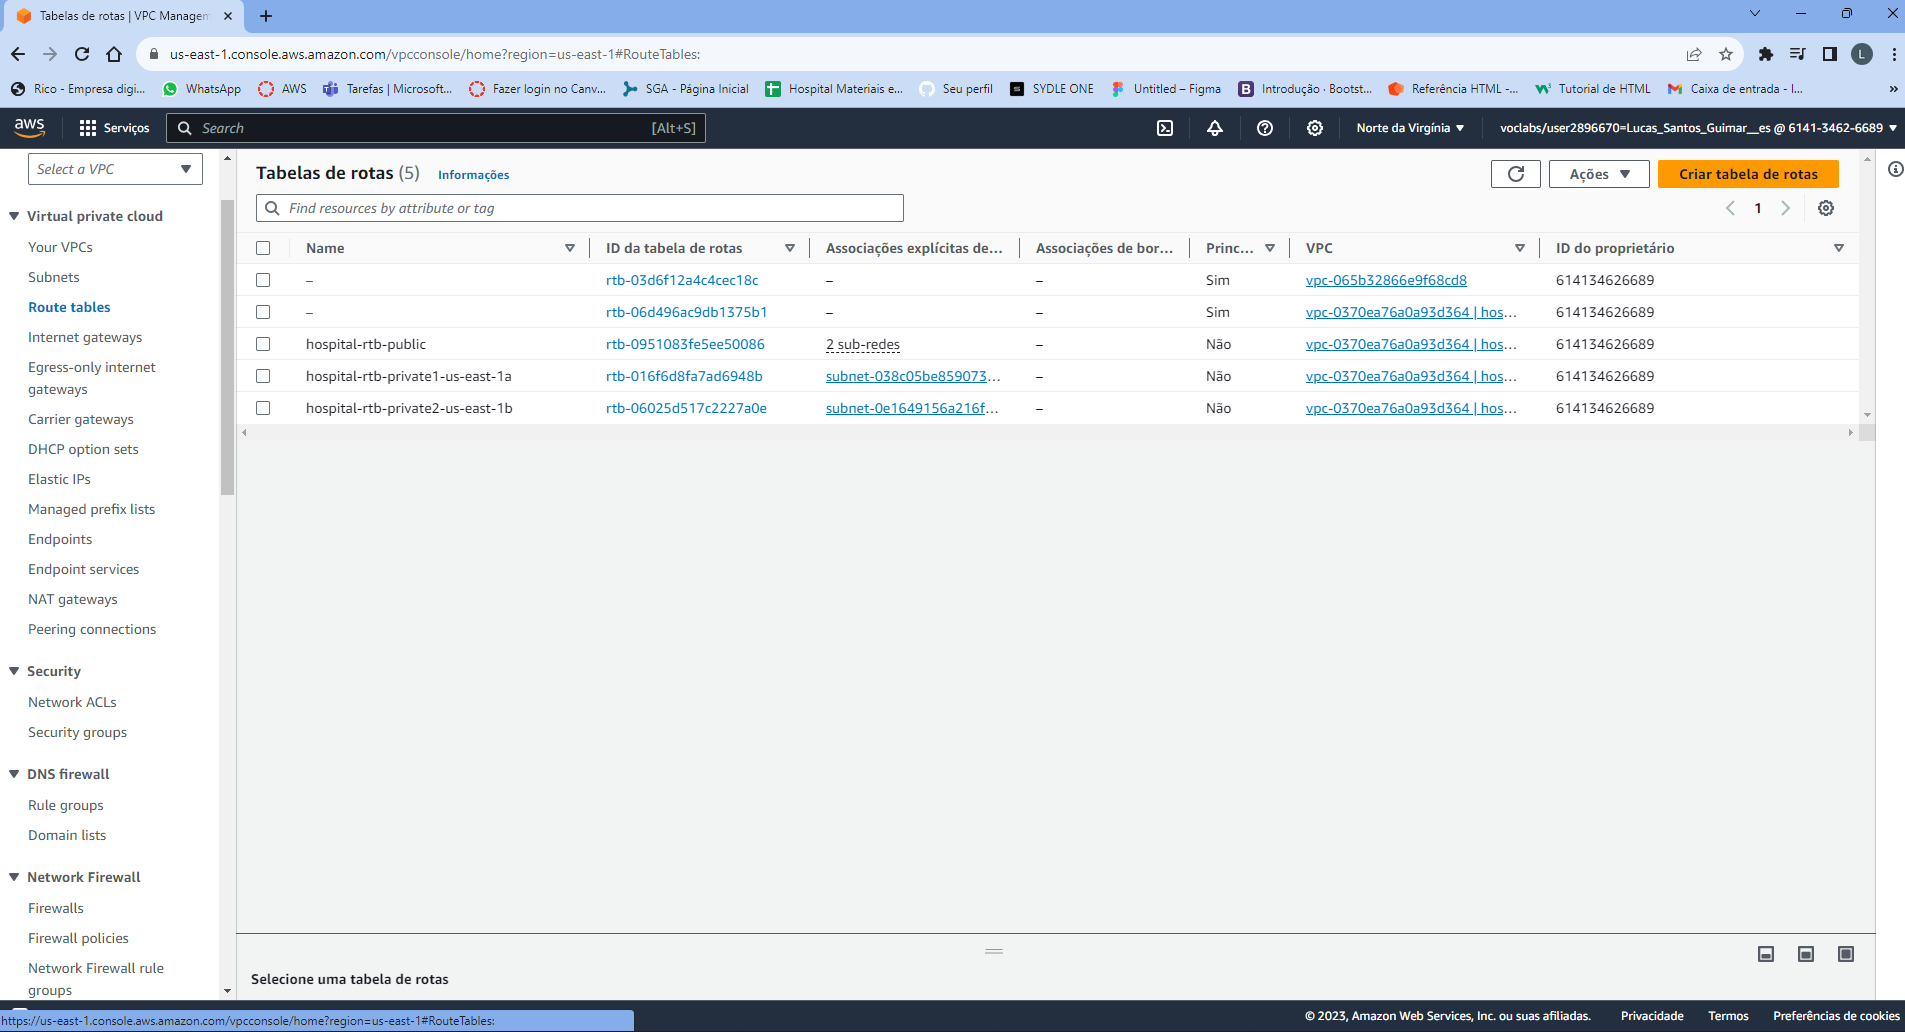 Tabelas de rotas | VPC Managem
us-east-1.console.aws.amazon.com/vpcconsole/home?region=us-east-1#RouteTables:
L
Rico - Empresa digi... WhatsApp AWS Tarefas | Microsoft... Fazer login no Canv... SGA - Página Inicial Hospital Materiais e... Seu perfil SYDLE ONE Untitled – Figma Introdução · Bootst... Referência HTML -... Tutorial de HTML Caixa de entrada - l... »
aws Serviços Search [Alt+S] Norte da Virgínia voclabs/user2896670=Lucas_Santos_Guimar__es @ 6141-3462-6689
Select a VPC
Virtual private cloud
Your VPCs
Subnets
Route tables
Internet gateways
Egress-only internet
gateways
Carrier gateways
DHCP option sets
Elastic IPs
Managed prefix lists
Endpoints
Endpoint services
NAT gateways
Peering connections
Security
Network ACLs
Security groups
DNS firewall
Rule groups
Domain lists
Network Firewall
Firewalls
Firewall policies
Network Firewall rule
groups
Tabelas de rotas (5) Informações
Ações Criar tabela de rotas
Find resources by attribute or tag
1
Name ID da tabela de rotas Associações explícitas de... Associações de bor... Princ... VPC ID do proprietário
– rtb-03d6f12a4c4cec18c – – Sim vpc-065b32866e9f68cd8 614134626689
– rtb-06d496ac9db1375b1 – – Sim vpc-0370ea76a0a93d364 | hos... 614134626689
hospital-rtb-public rtb-0951083fe5ee50086 2 sub-redes – Não vpc-0370ea76a0a93d364 | hos... 614134626689
hospital-rtb-private1-us-east-1a rtb-016f6d8fa7ad6948b subnet-038c05be859073... – Não vpc-0370ea76a0a93d364 | hos... 614134626689
hospital-rtb-private2-us-east-1b rtb-06025d517c2227a0e subnet-0e1649156a216f... – Não vpc-0370ea76a0a93d364 | hos... 614134626689
Selecione uma tabela de rotas
https://us-east-1.console.aws.amazon.com/vpcconsole/home?region=us-east-1#RouteTables:
© 2023, Amazon Web Services, Inc. ou suas afiliadas. Privacidade Termos Preferências de cookies